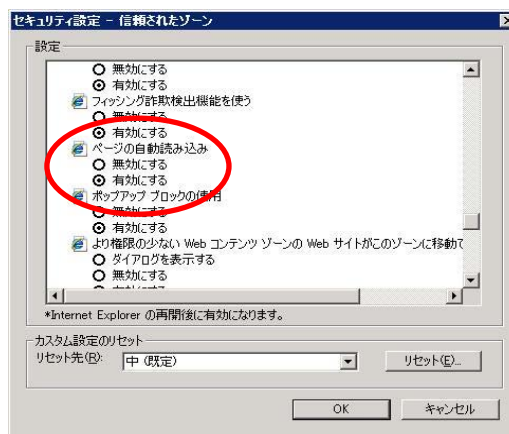 セキュリティ設定 - 信頼されたゾーン
設定
無効にする
有効にする
フィッシング詐欺検出機能を使う
無効にする
有効にする
ページの自動読み込み
無効にする
有効にする
ポップアップ ブロックの使用
無効にする
有効にする
より権限の少ない Web コンテンツ ゾーンの Web サイトがこのゾーンに移動て
ダイアログを表示する
無効にする
*Internet Explorer の再開後に有効になります。
カスタム設定のリセット
リセット先(R):
中 (既定)
リセット(E)...
OK
キャンセル